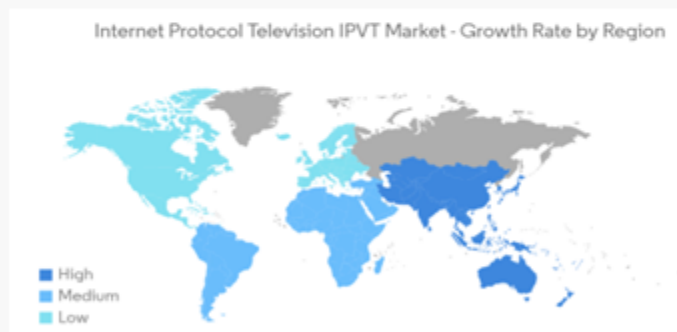 Internet Protocol Television IPVT Market - Growth Rate by Region
High
Medium
Low